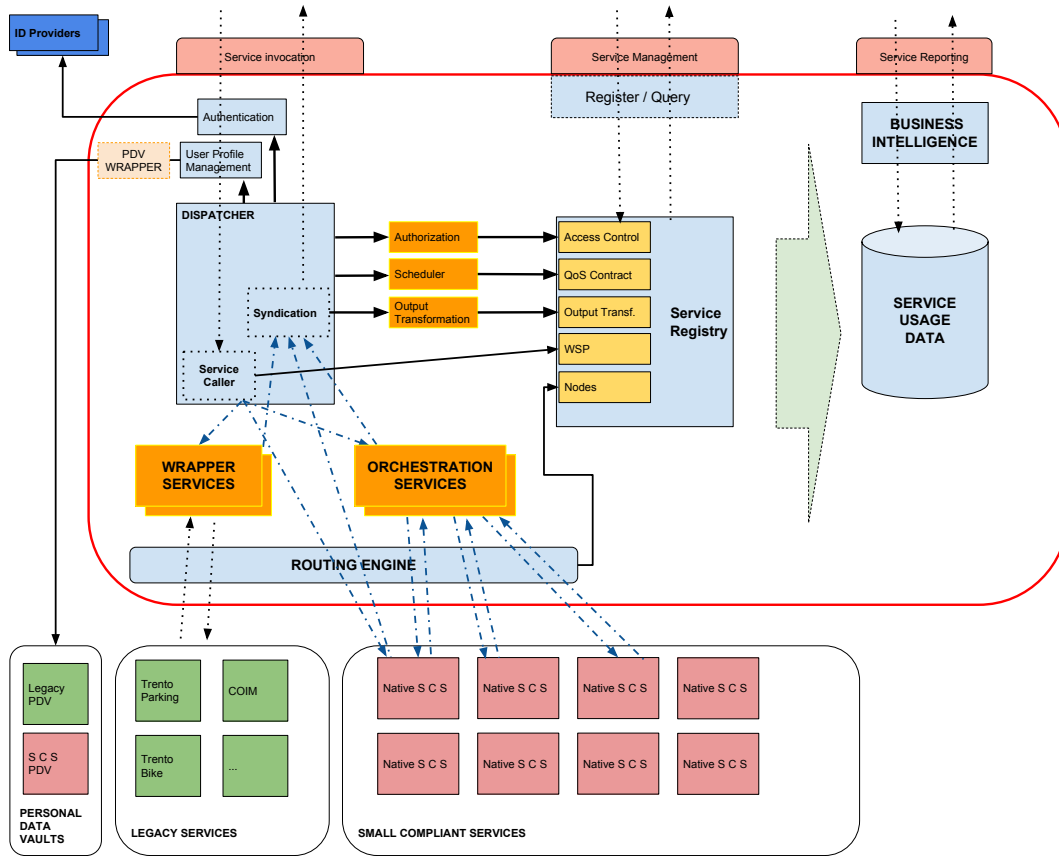 ID Providers
Service invocation
Service Management
Service Reporting
Register / Query
Authentication
BUSINESS
INTELLIGENCE
PDV
WRAPPER
User Profile
Management
DISPATCHER
Authorization
Access Control
Scheduler
QoS Contract
Syndication
Output
Transformation
Output Transf.
Service
Registry
SERVICE
USAGE
DATA
WSP
Service
Caller
Nodes
WRAPPER
SERVICES
ORCHESTRATION
SERVICES
ROUTING ENGINE
Legacy
PDV
Trento
Parking
COIM
Native S C S
Native S C S
Native S C S
Native S C S
S C S
PDV
Trento
Bike
...
Native S C S
Native S C S
Native S C S
Native S C S
PERSONAL
DATA
VAULTS
LEGACY SERVICES
SMALL COMPLIANT SERVICES